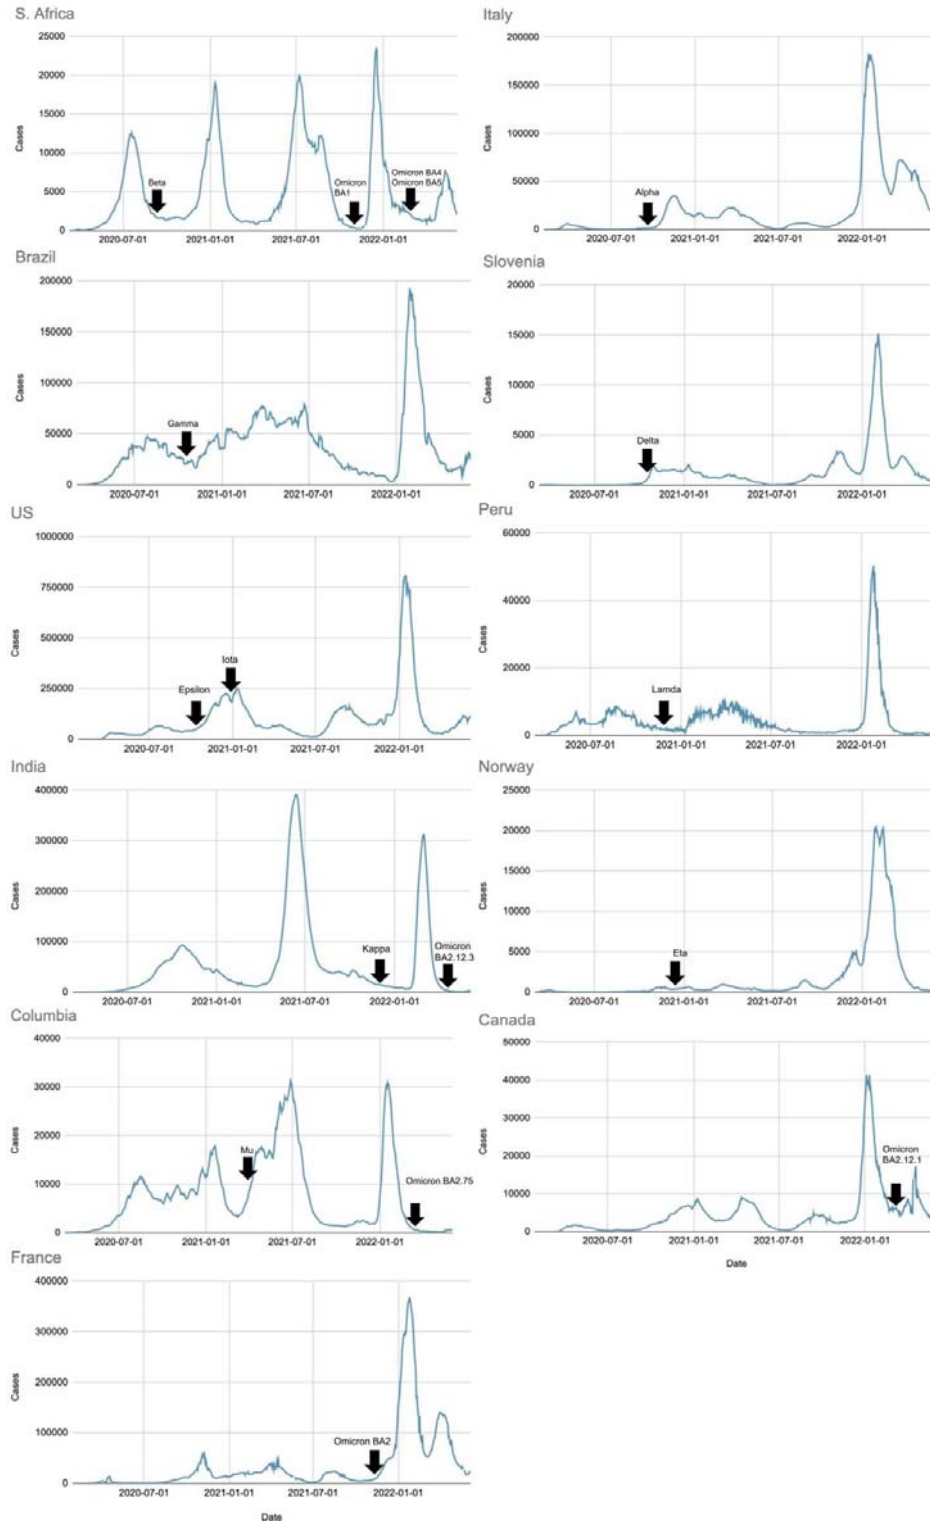 S. Africa
25000
20000
15000
10000
5000
0
Cases
Beta
Omicron
BA1
Omicron BA4
Omicron BA5
2020-07-01
2021-01-01
2021-07-01
2022-01-01
Italy
200000
150000
100000
50000
0
Cases
Alpha
2020-07-01
2021-01-01
2021-07-01
2022-01-01
Brazil
200000
150000
100000
50000
0
Cases
Gamma
2020-07-01
2021-01-01
2021-07-01
2022-01-01
Slovenia
20000
15000
10000
5000
0
Cases
Delta
2020-07-01
2021-01-01
2021-07-01
2022-01-01
US
1000000
750000
500000
250000
0
Cases
Epsilon
Iota
2020-07-01
2021-01-01
2021-07-01
2022-01-01
Peru
60000
40000
20000
0
Cases
Lamda
2020-07-01
2021-01-01
2021-07-01
2022-01-01
India
400000
300000
200000
100000
0
Cases
Kappa
Omicron
BA2.12.3
2020-07-01
2021-01-01
2021-07-01
2022-01-01
Norway
25000
20000
15000
10000
5000
0
Cases
Eta
2020-07-01
2021-01-01
2021-07-01
2022-01-01
Columbia
40000
30000
20000
10000
0
Cases
Mu
Omicron BA2.75
2020-07-01
2021-01-01
2021-07-01
2022-01-01
Canada
50000
40000
30000
20000
10000
0
Cases
Omicron
BA2.12.1
2020-07-01
2021-01-01
2021-07-01
2022-01-01
Date
France
400000
300000
200000
100000
0
Cases
Omicron BA2
2020-07-01
2021-01-01
2021-07-01
2022-01-01
Date